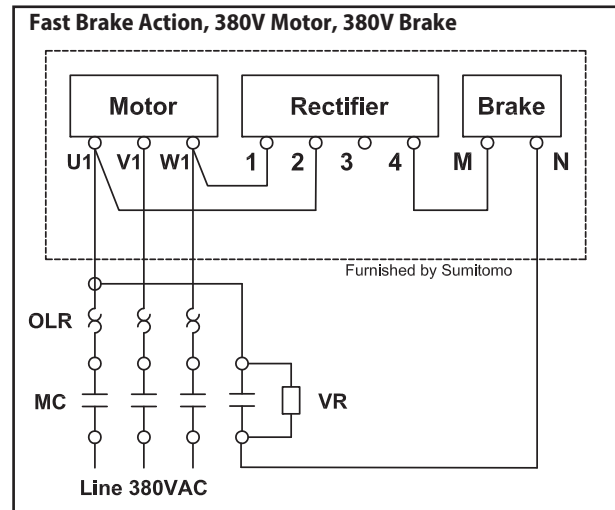 Fast Brake Action, 380V Motor, 380V Brake
Motor Rectifier Brake
U1 V1 W1 1 2 3 4 M N
Furnished by Sumitomo
OLR
MC VR
Line 380VAC